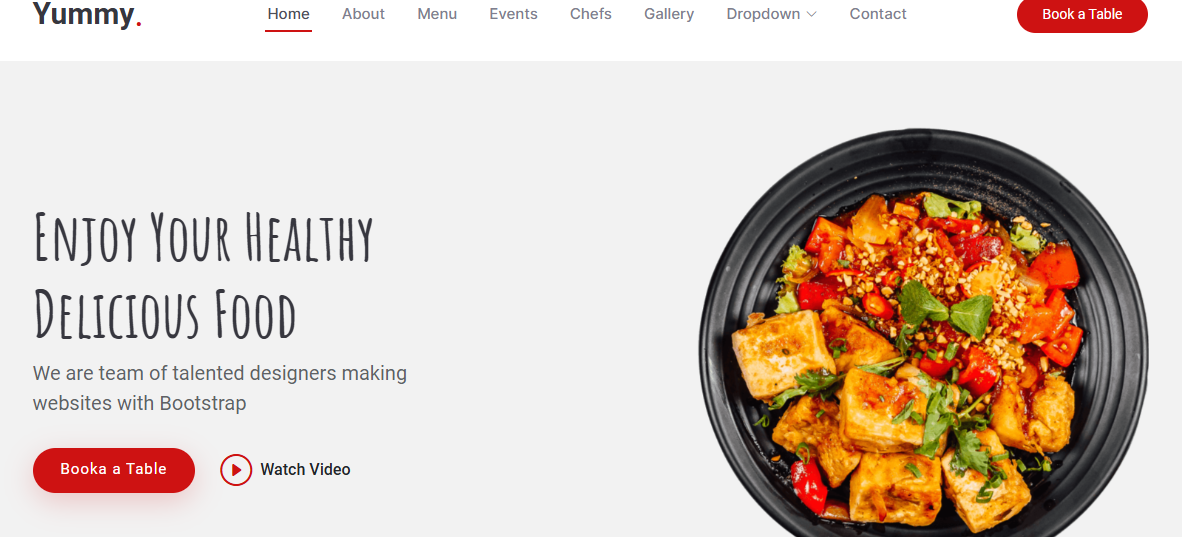 Yummy.
Home About Menu Events Chefs Gallery Dropdown Contact
Book a Table
Enjoy Your Healthy
Delicious Food
We are team of talented designers making
websites with Bootstrap
Booka a Table
Watch Video